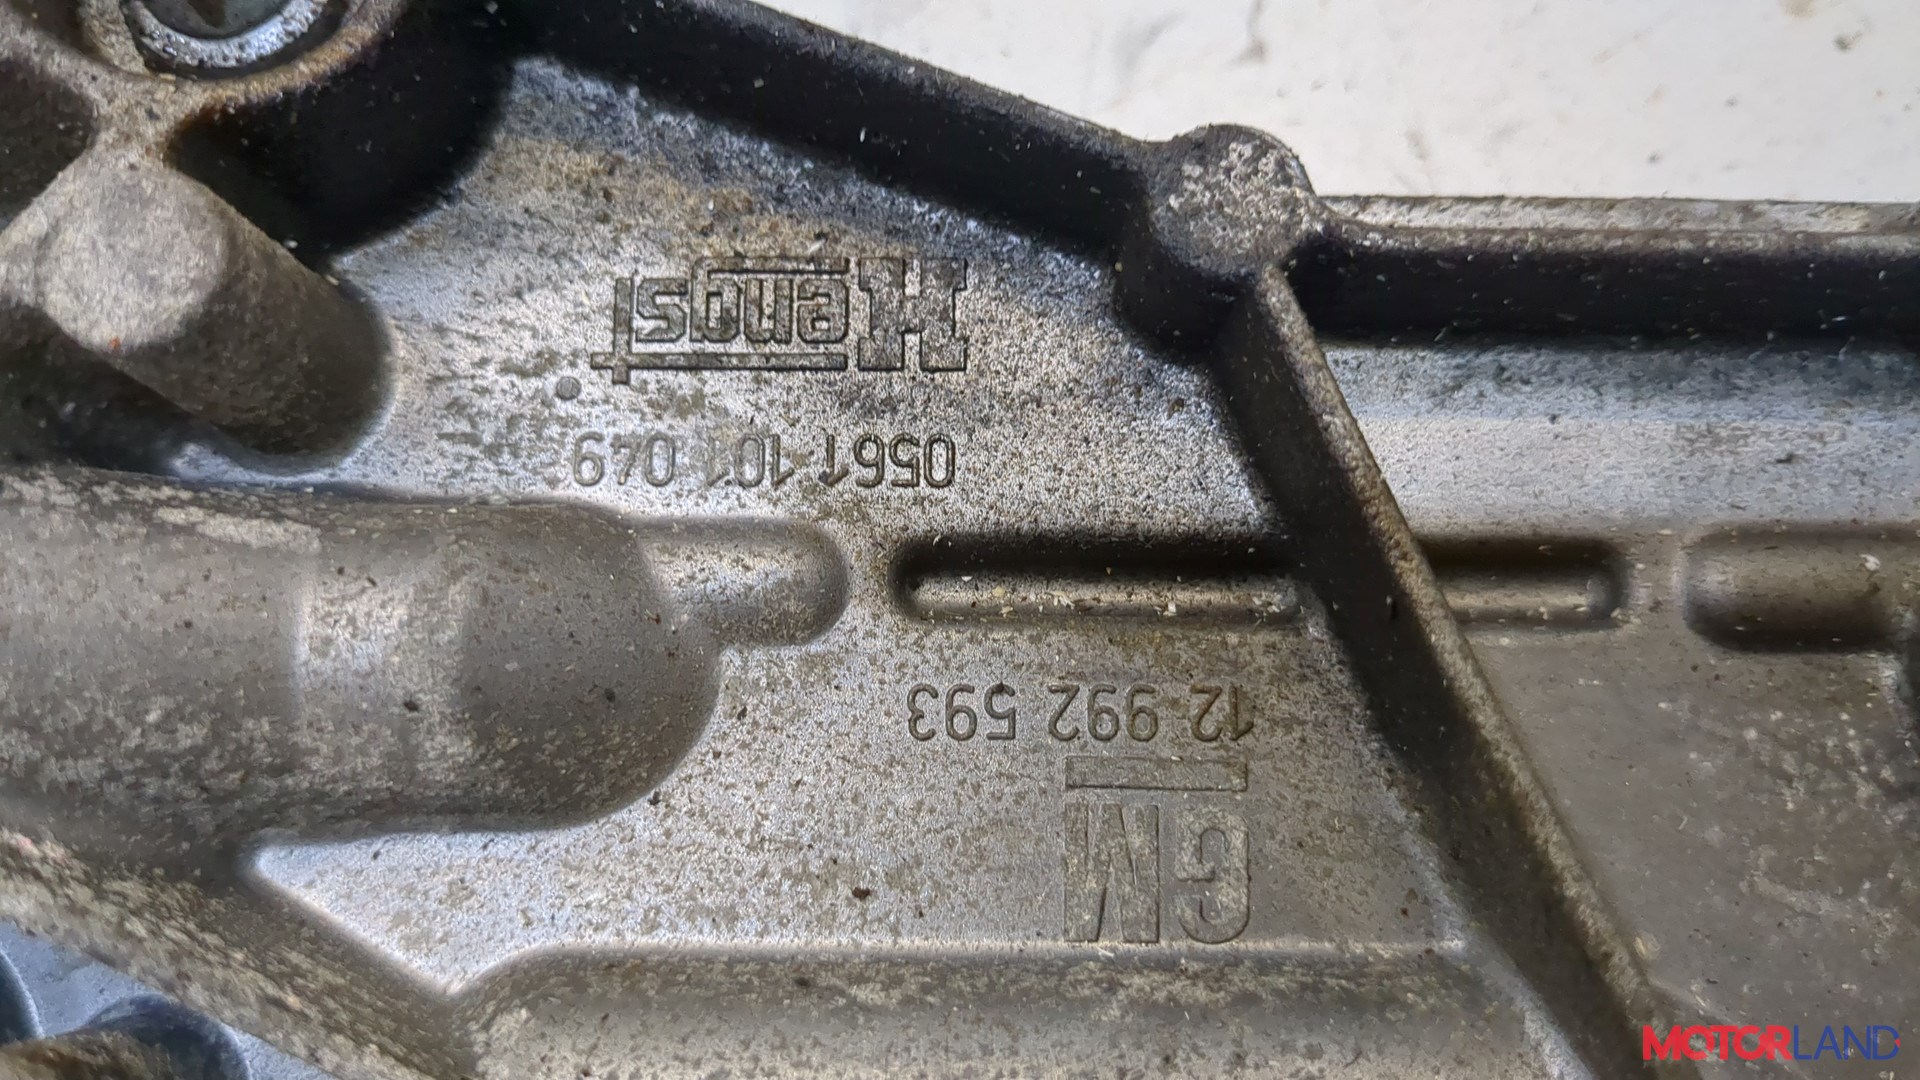 GM
12 992 593
0561 101 049
Hengst
MOTORLAND